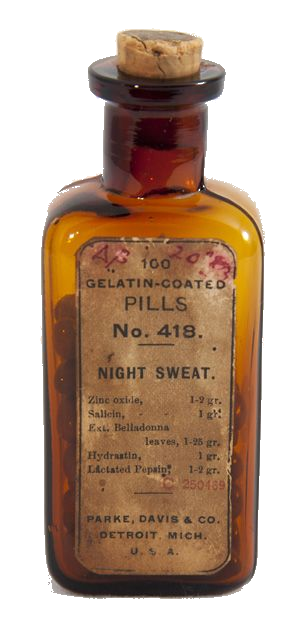 100
GELATIN-COATED
PILLS
No. 418.
NIGHT SWEAT.
Zinc oxide, 1-2 gr.
Salicin, - - 1 gr.
Ext. Belladonna
leaves, 1-25 gr.
Hydrastin, 1 gr.
Lactated Pepsin, 1-2 gr.
C 250469
PARKE, DAVIS & CO.
DETROIT, MICH.
U. S. A.